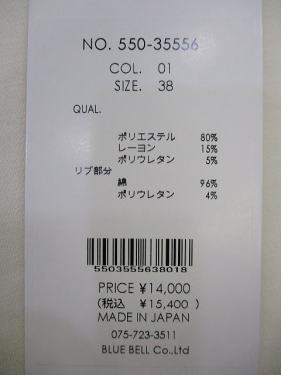 NO. 550-35556
COL. 01
SIZE. 38
QUAL.
ポリエステル 80%
レーヨン 15%
ポリウレタン 5%
リブ部分
綿 96%
ポリウレタン 4%
5503555638018
PRICE ¥14,000
(税込 ¥15,400 )
MADE IN JAPAN
075-723-3511
BLUE BELL Co.,Ltd